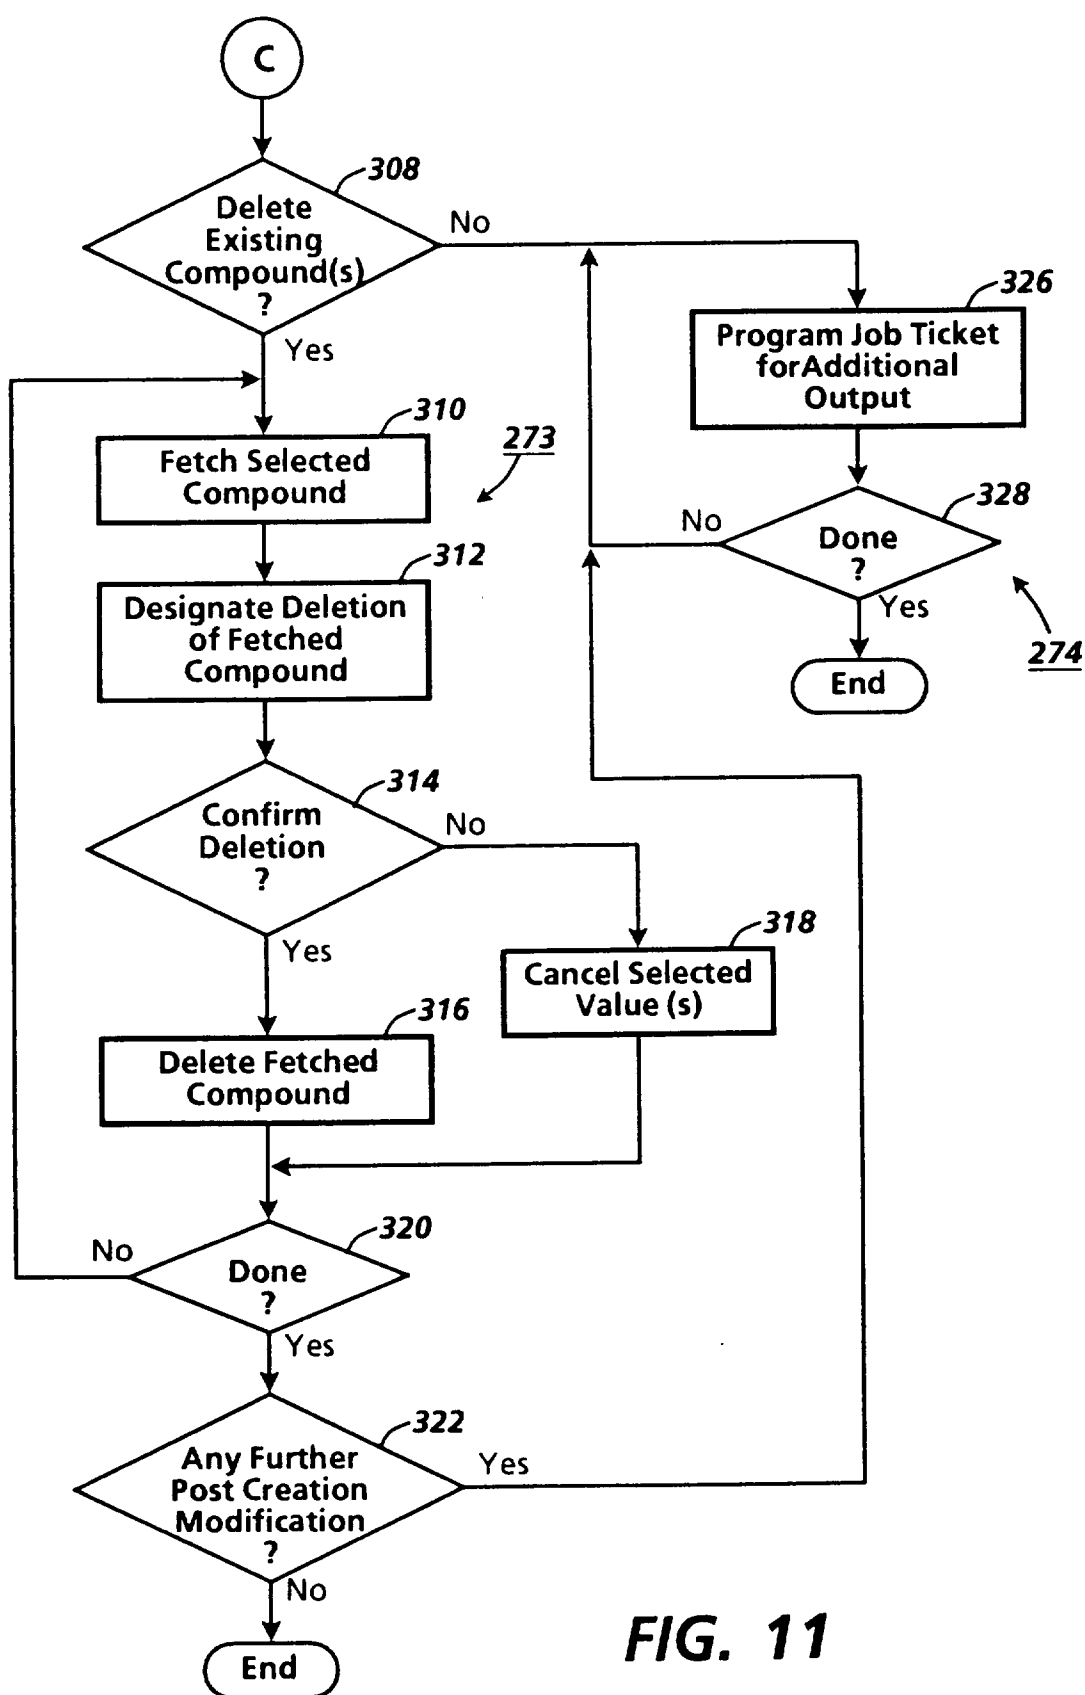 C
308
Delete
Existing
Compound(s)
?
No
Yes
326
Program Job Ticket
forAdditional
Output
310
Fetch Selected
Compound
273
328
Done
?
No
Yes
312
Designate Deletion
of Fetched
Compound
274
End
314
Confirm
Deletion
?
No
Yes
318
Cancel Selected
Value (s)
316
Delete Fetched
Compound
320
No
Done
?
Yes
322
Any Further
Post Creation
Modification
?
Yes
No
End
FIG. 11